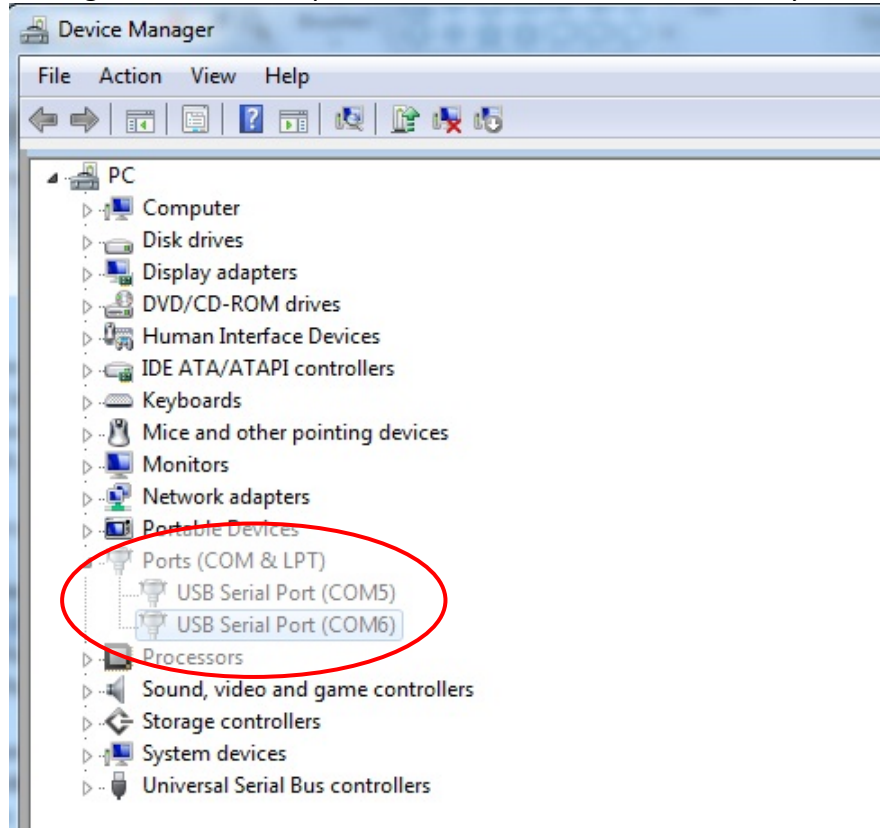 Device Manager
File Action View Help
PC
Computer
Disk drives
Display adapters
DVD/CD-ROM drives
Human Interface Devices
IDE ATA/ATAPI controllers
Keyboards
Mice and other pointing devices
Monitors
Network adapters
Portable Devices
Ports (COM & LPT)
USB Serial Port (COM5)
USB Serial Port (COM6)
Processors
Sound, video and game controllers
Storage controllers
System devices
Universal Serial Bus controllers